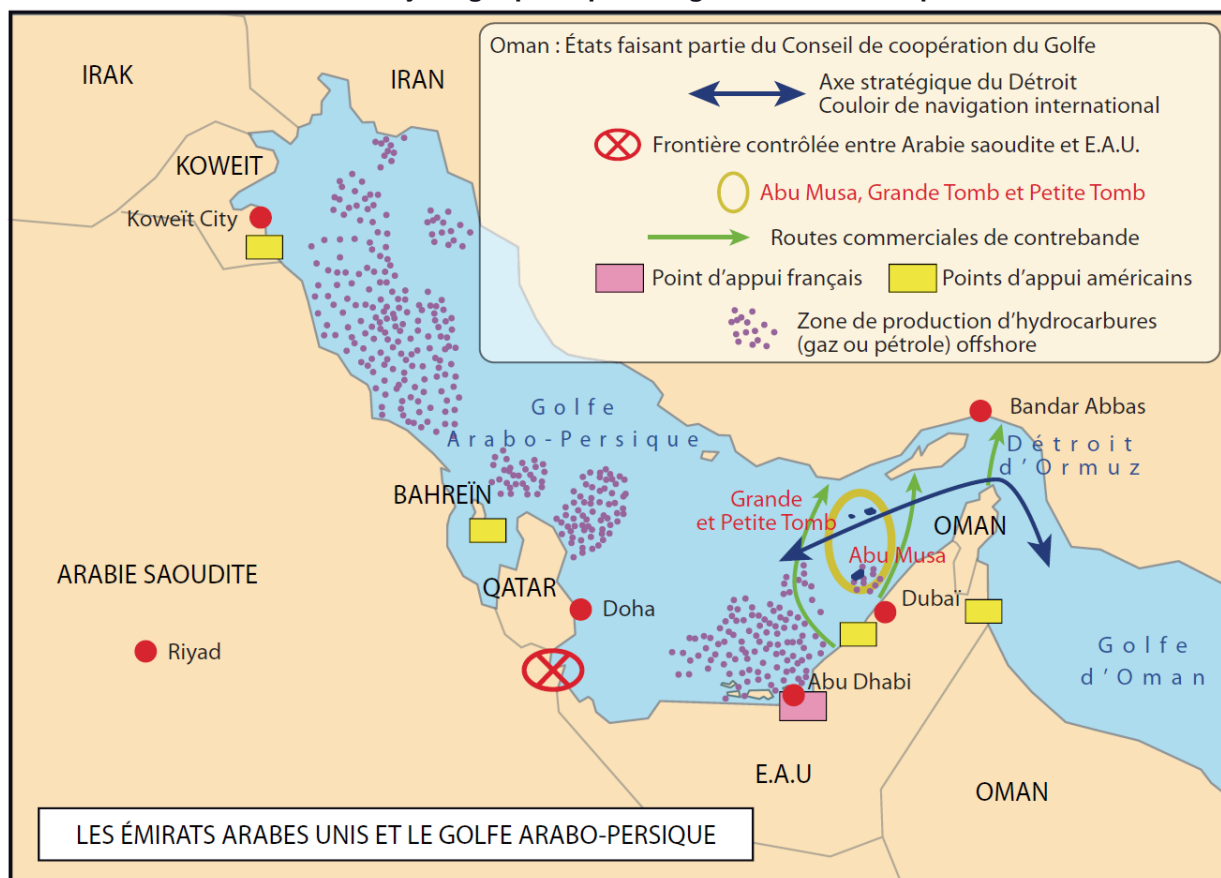 Oman : États faisant partie du Conseil de coopération du Golfe
Axe stratégique du Détroit
Couloir de navigation international
Frontière contrôlée entre Arabie saoudite et E.A.U.
Abu Musa, Grande Tomb et Petite Tomb
Routes commerciales de contrebande
Point d'appui français
Points d'appui américains
Zone de production d'hydrocarbures
(gaz ou pétrole) offshore
IRAK
IRAN
KOWEIT
Koweït City
Golfe
Arabo-Persique
Bandar Abbas
Détroit
d'Ormuz
BAHREÏN
Grande
et Petite Tomb
OMAN
Abu Musa
ARABIE SAOUDITE
QATAR
Doha
Dubaï
Riyad
Golfe
d'Oman
Abu Dhabi
E.A.U
OMAN
LES ÉMIRATS ARABES UNIS ET LE GOLFE ARABO-PERSIQUE